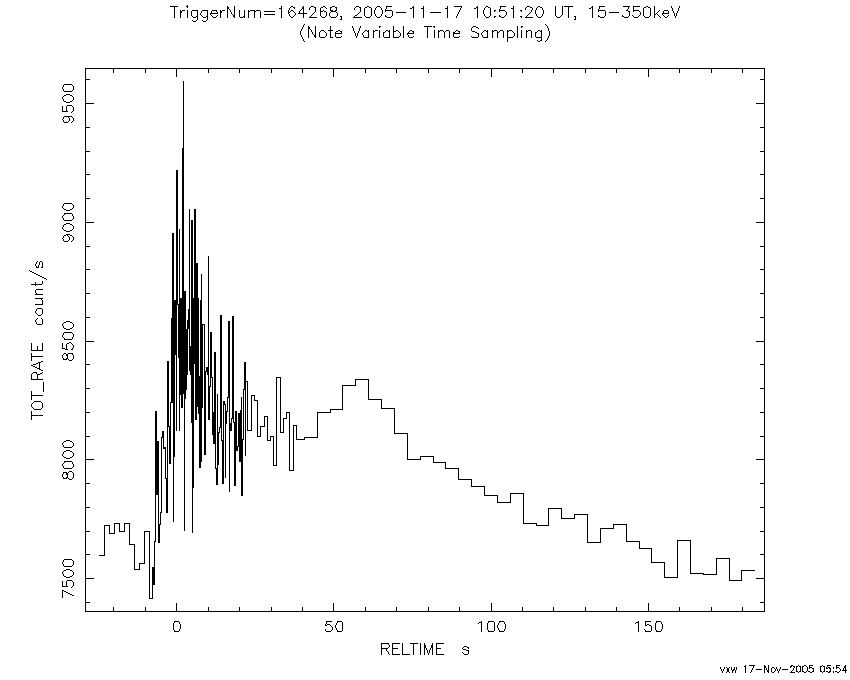 TriggerNum=164268, 2005-11-17 10:51:20 UT, 15-350keV
(Note Variable Time Sampling)
9500
9000
8500
8000
7500
TOT_RATE count/s
0 50 100 150
RELTIME s
vxw 17-Nov-2005 05:54